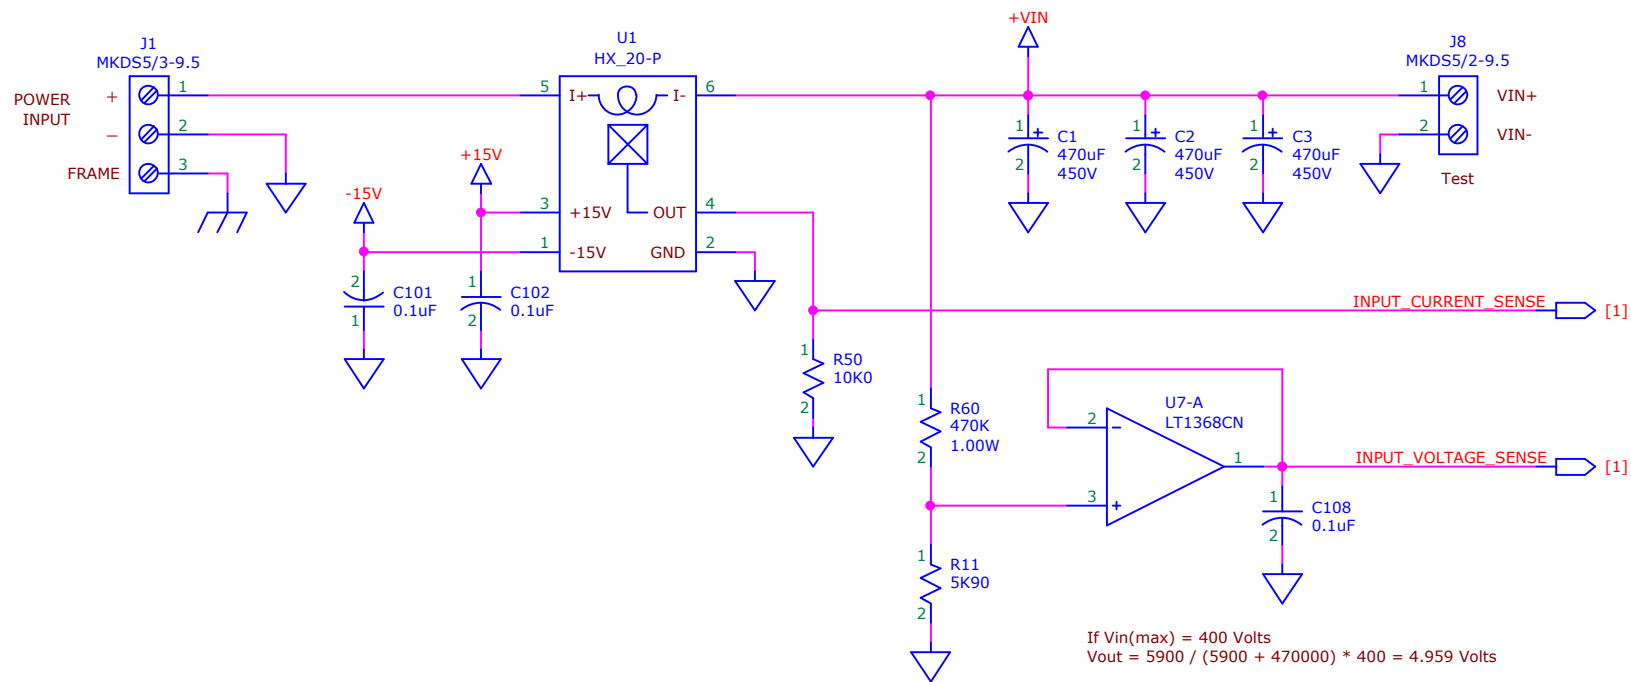 +VIN
J1
MKDS5/3-9.5
U1
HX_20-P
J8
MKDS5/2-9.5
POWER
INPUT
+
−
FRAME
1
2
3
5
I+
I-
6
3
+15V
OUT
4
1
-15V
GND
2
+15V
-15V
2
C101
0.1uF
1
1
C102
0.1uF
2
1
+
C1
470uF
450V
2
1
+
C2
470uF
450V
2
1
+
C3
470uF
450V
2
1
VIN+
2
VIN-
Test
INPUT_CURRENT_SENSE
[1]
1
R50
10K0
2
1
R60
470K
1.00W
2
U7-A
LT1368CN
2
−
3
+
1
INPUT_VOLTAGE_SENSE
[1]
1
C108
0.1uF
2
1
R11
5K90
2
If Vin(max) = 400 Volts
Vout = 5900 / (5900 + 470000) * 400 = 4.959 Volts